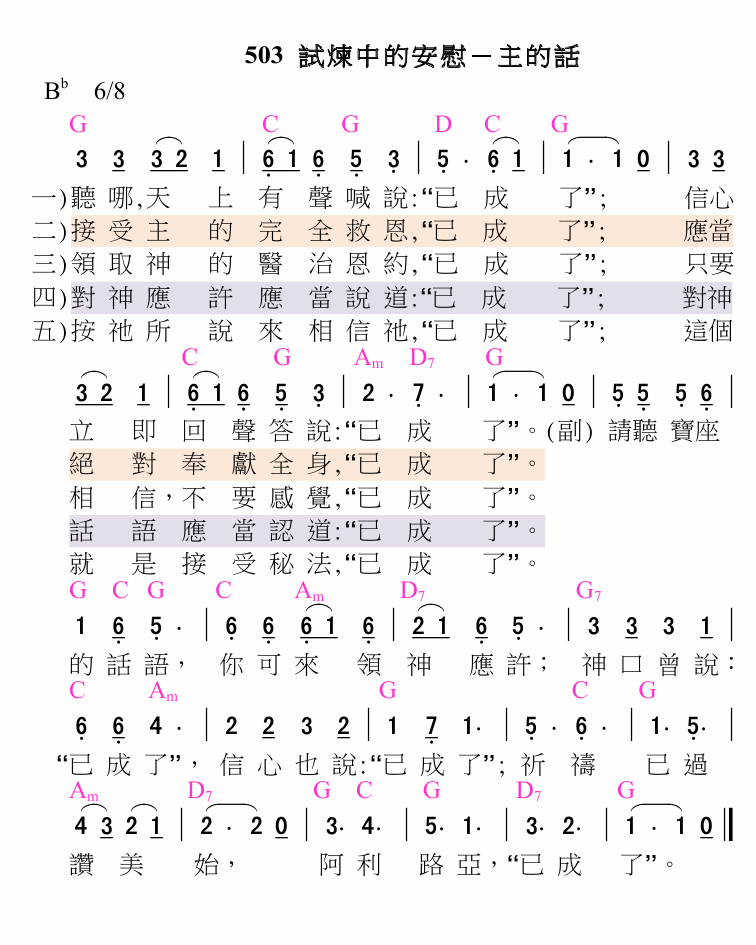 503 試煉中的安慰－主的話
B♭ 6/8
G C G D C G
3 3 3 2 1 | 6 1 6 5 3 | 5 · 6 1 | 1 · 1 0 | 3 3
一)聽哪,天上有聲喊說:“已成了”; 信心
二)接受主的完全救恩,“已成了”; 應當
三)領取神的醫治恩約,“已成了”; 只要
四)對神應許應當說道:“已成了”; 對神
五)按祂所說來相信祂,“已成了”; 這個
C G Am D7 G
3 2 1 | 6 1 6 5 3 | 2 · 7 · | 1 · 1 0 | 5 5 5 6 |
立即回聲答說:“已成了”。(副) 請聽寶座
絕對奉獻全身,“已成了”。
相信，不要感覺,“已成了”。
話語應當認道:“已成了”。
就是接受秘法,“已成了”。
G C G C Am D7 G7
1 6 5 · | 6 6 6 1 6 | 2 1 6 5 · | 3 3 3 1 |
的話語， 你可來領神應許； 神口曾說：
C Am G C G
6 6 4 · | 2 2 3 2 | 1 7 1· | 5 · 6 · | 1· 5· |
“已成了”，信心也說:“已成了”; 祈禱已過
Am D7 G C G D7 G
4 3 2 1 | 2 · 2 0 | 3· 4· | 5· 1· | 3· 2· | 1 · 1 0 ‖
讚美始， 阿利路亞，“已成了”。